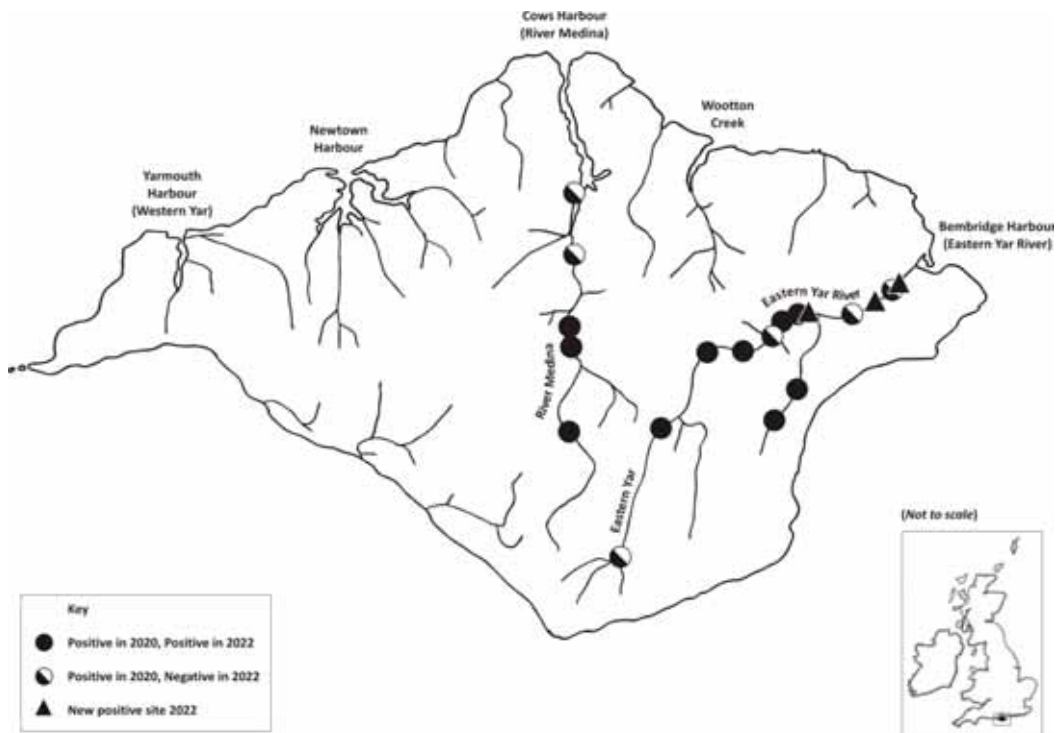 Cows Harbour
(River Medina)
Wootton
Creek
Newtown
Harbour
Yarmouth
Harbour
(Western Yar)
Bembridge Harbour
(Eastern Yar River)
Eastern Yar River
River Medina
Eastern Yar
(Not to scale)
Key
Positive in 2020, Positive in 2022
Positive in 2020, Negative in 2022
New positive site 2022